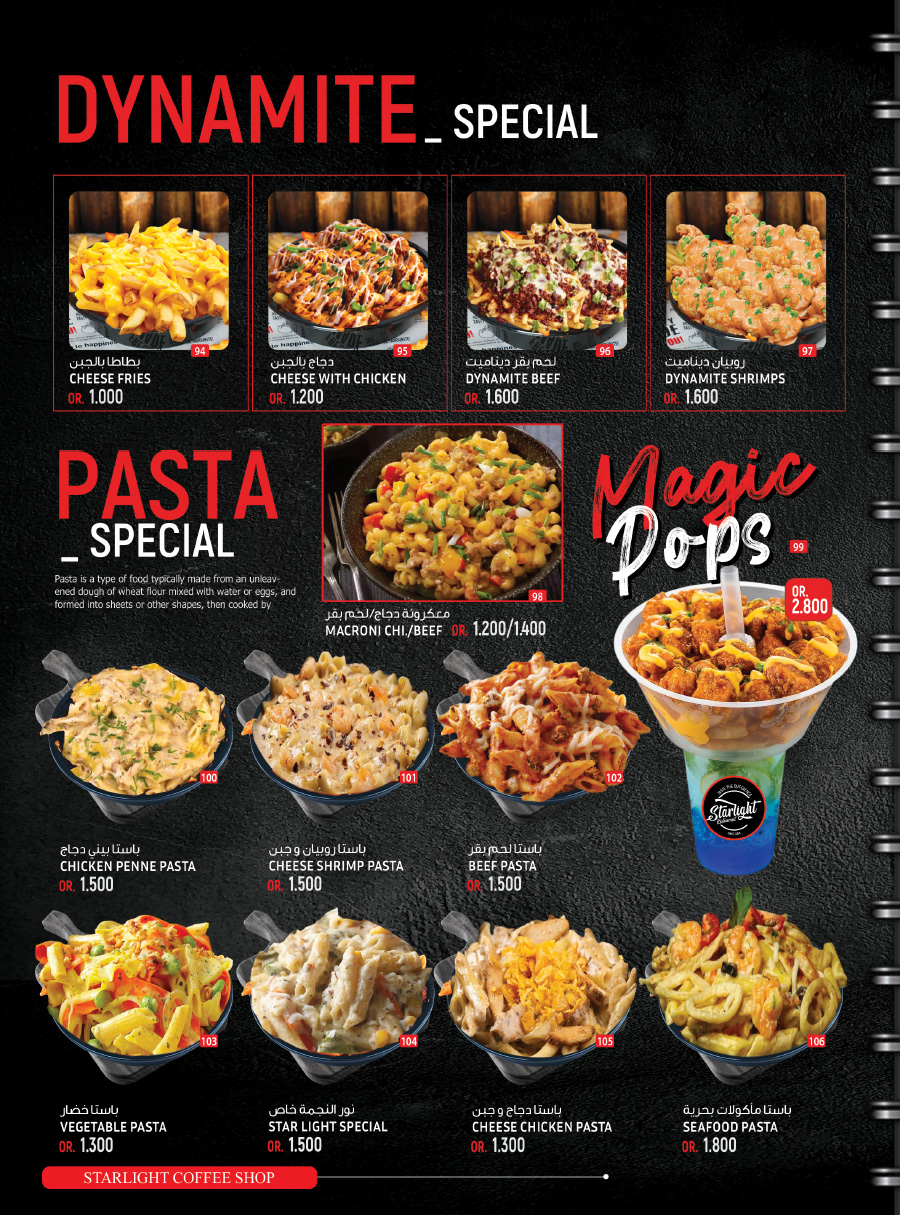 DYNAMITE_ SPECIAL
94
بطاطا بالجبن
CHEESE FRIES
OR. 1.000
95
دجاج بالجبن
CHEESE WITH CHICKEN
OR. 1.200
96
لحم بقر ديناميت
DYNAMITE BEEF
OR. 1.600
97
روبيان ديناميت
DYNAMITE SHRIMPS
OR. 1.600
PASTA
_ SPECIAL
Pasta is a type of food typically made from an unleav-
ened dough of wheat flour mixed with water or eggs, and
formed into sheets or other shapes, then cooked by
98
معكرونة دجاج/لحم بقر
MACRONI CHI./BEEF OR. 1.200/1.400
Magic
Pops
99
OR.
2.800
Starlight
100
باستا بيني دجاج
CHICKEN PENNE PASTA
OR. 1.500
101
باستا روبيان و جبن
CHEESE SHRIMP PASTA
OR. 1.500
102
باستا لحم بقر
BEEF PASTA
OR. 1.500
103
باستا خضار
VEGETABLE PASTA
OR. 1.300
104
نور النجمة خاص
STAR LIGHT SPECIAL
OR. 1.500
105
باستا دجاج و جبن
CHEESE CHICKEN PASTA
OR. 1.300
106
باستا مأكولات بحرية
SEAFOOD PASTA
OR. 1.800
STARLIGHT COFFEE SHOP